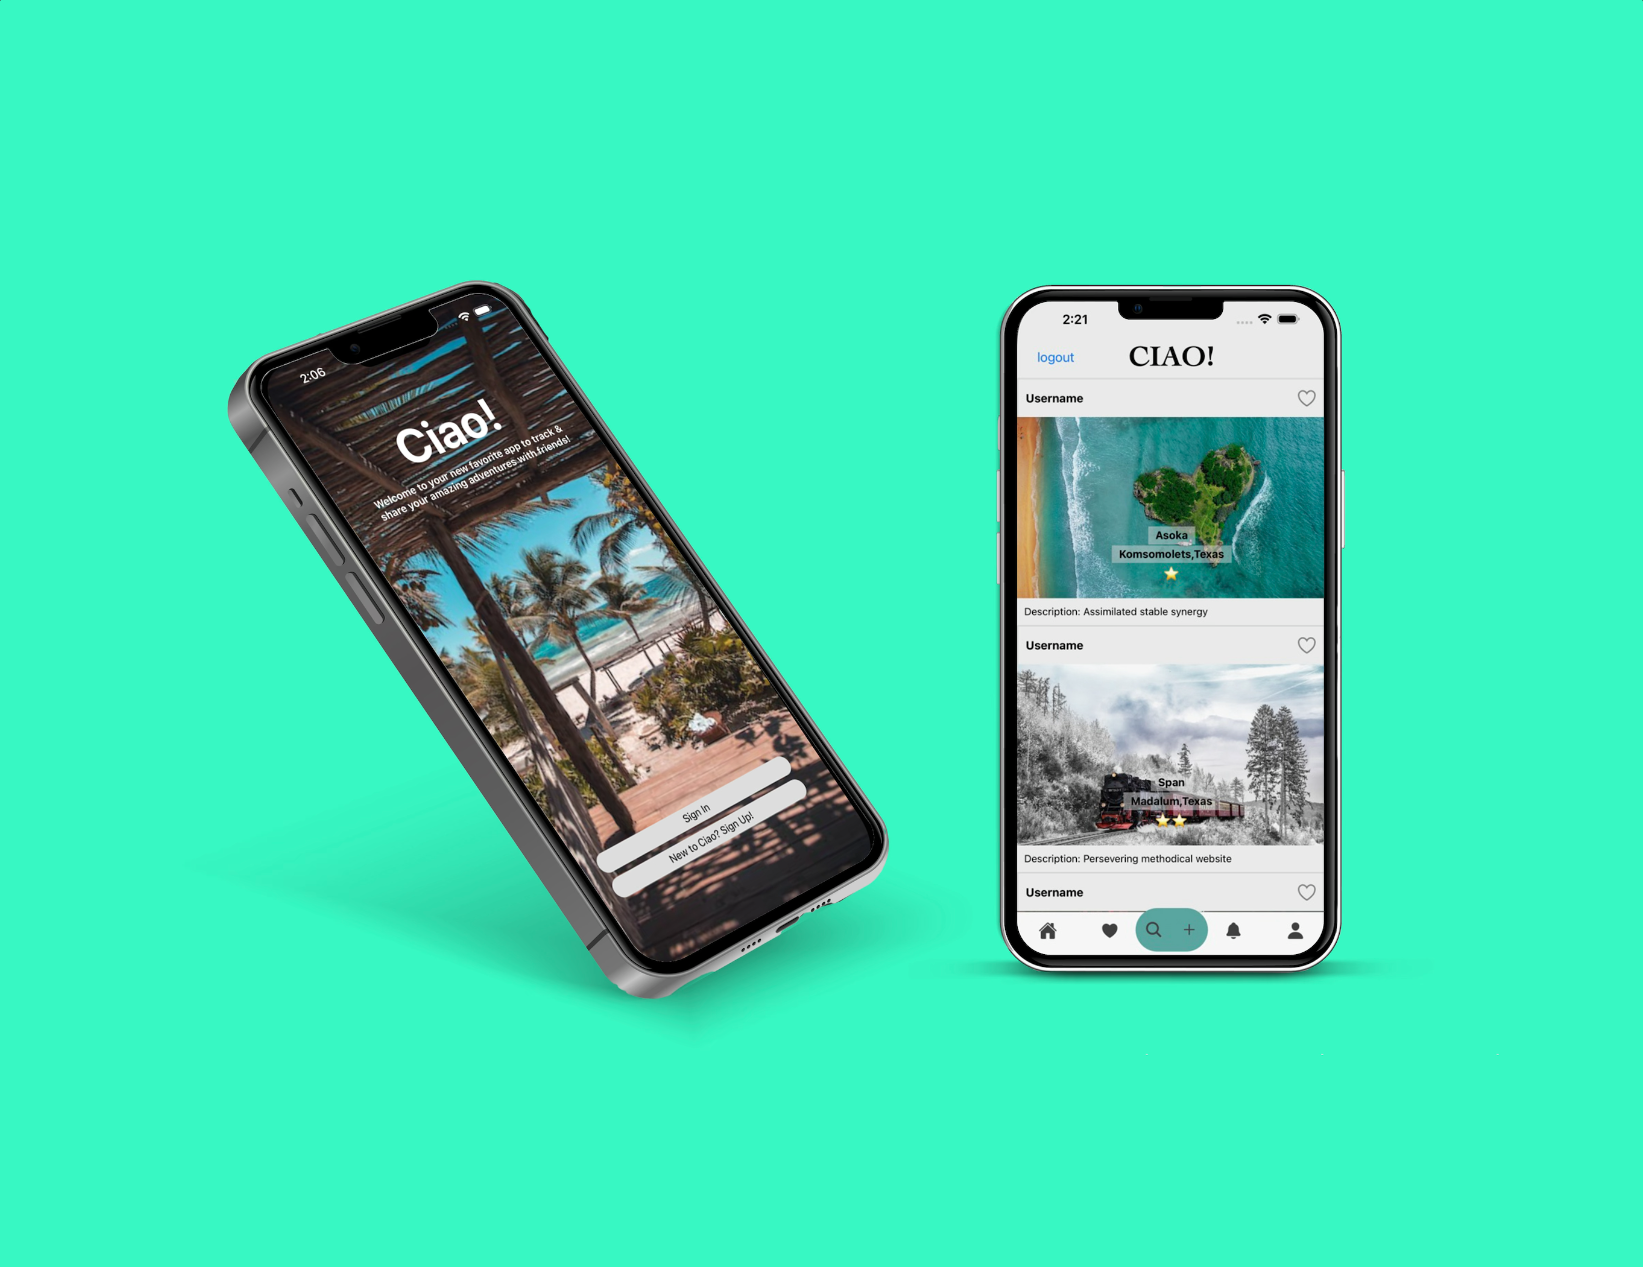 2:06
Ciao!
Welcome to your new favorite app to track &
share your amazing adventures with friends!
Sign In
New to Ciao? Sign Up!
2:21
logout
CIAO!
Username
Asoka
Komsomolets,Texas
Description: Assimilated stable synergy
Username
Span
Madalum,Texas
Description: Persevering methodical website
Username